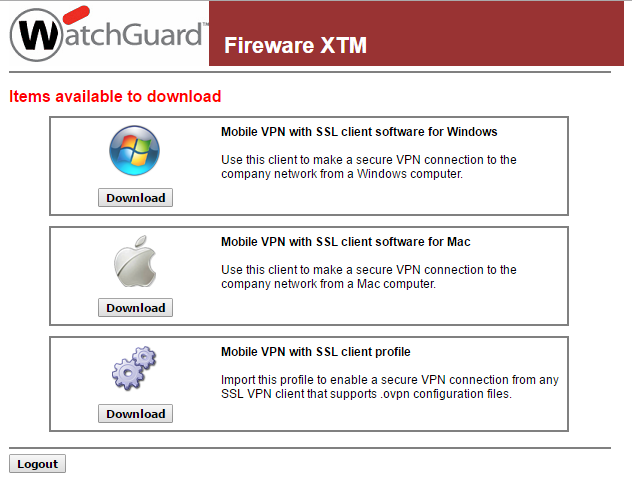 WatchGuard™
Fireware XTM
Items available to download
Mobile VPN with SSL client software for Windows
Use this client to make a secure VPN connection to the
company network from a Windows computer.
Download
Mobile VPN with SSL client software for Mac
Use this client to make a secure VPN connection to the
company network from a Mac computer.
Download
Mobile VPN with SSL client profile
Import this profile to enable a secure VPN connection from any
SSL VPN client that supports .ovpn configuration files.
Download
Logout